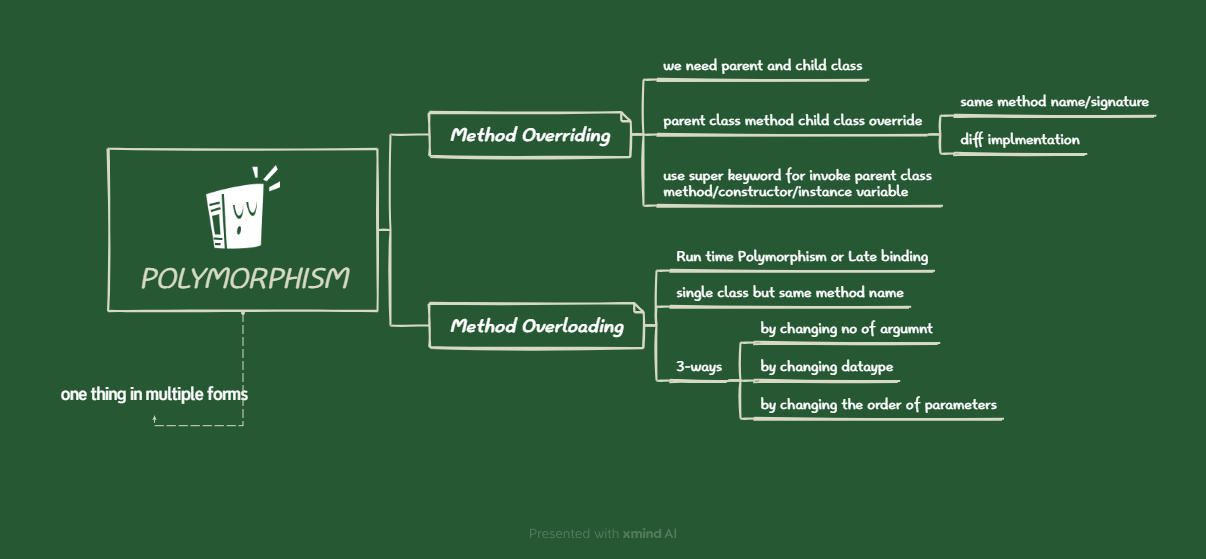 we need parent and child class
same method name/signature
parent class method child class override
Method Overriding
diff implmentation
use super keyword for invoke parent class
method/constructor/instance variable
POLYMORPHISM
Run time Polymorphism or Late binding
single class but same method name
Method Overloading
by changing no of argumnt
3-ways
by changing dataype
by changing the order of parameters
one thing in multiple forms
Presented with xmind AI